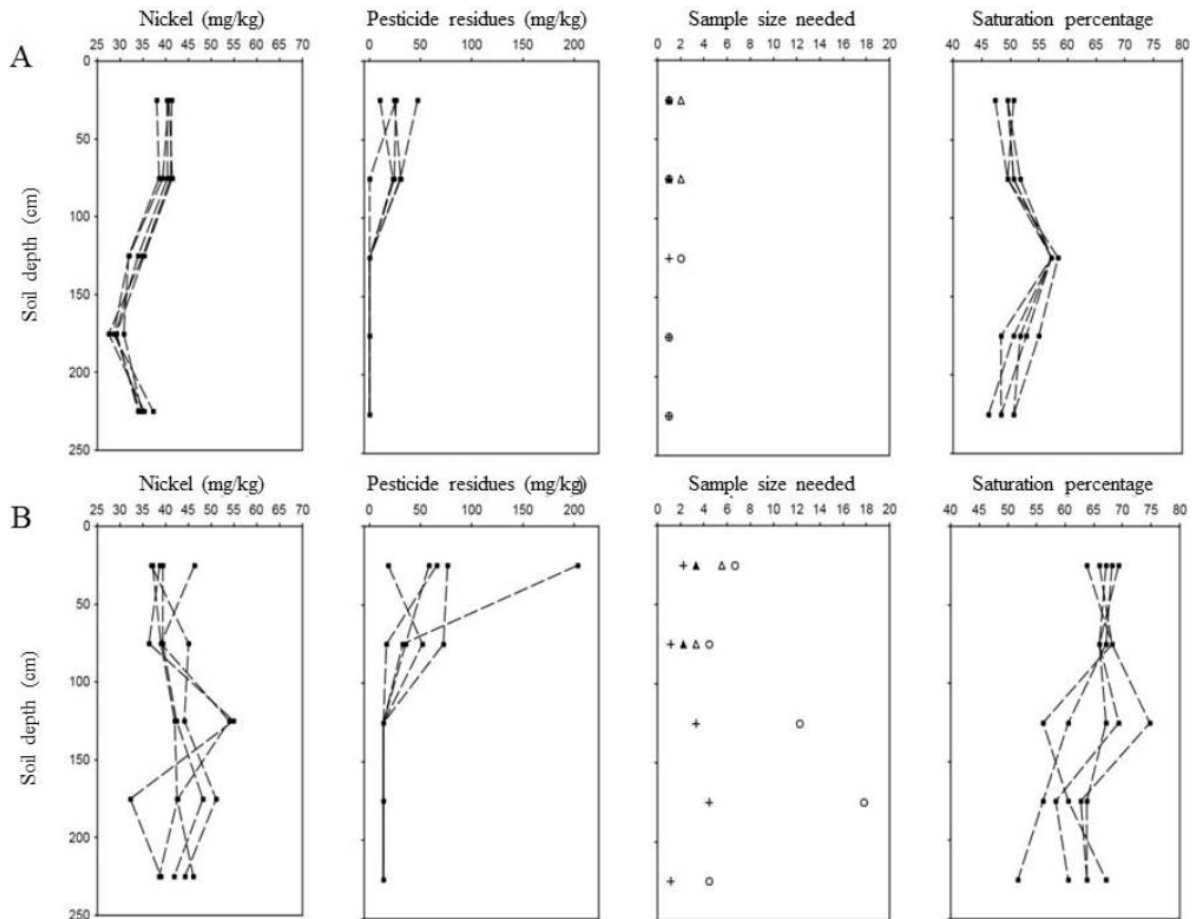 Nickel (mg/kg) Pesticide residues (mg/kg) Sample size needed Saturation percentage
25 30 35 40 45 50 55 60 65 70 0 50 100 150 200 0 2 4 6 8 10 12 14 16 18 20 40 45 50 55 60 65 70 75 80
A
0
50
100
150
200
250
Soil depth (cm)
Nickel (mg/kg) Pesticide residues (mg/kg) Sample size needed Saturation percentage
25 30 35 40 45 50 55 60 65 70 0 50 100 150 200 0 2 4 6 8 10 12 14 16 18 20 40 45 50 55 60 65 70 75 80
B
0
50
100
150
200
250
Soil depth (cm)